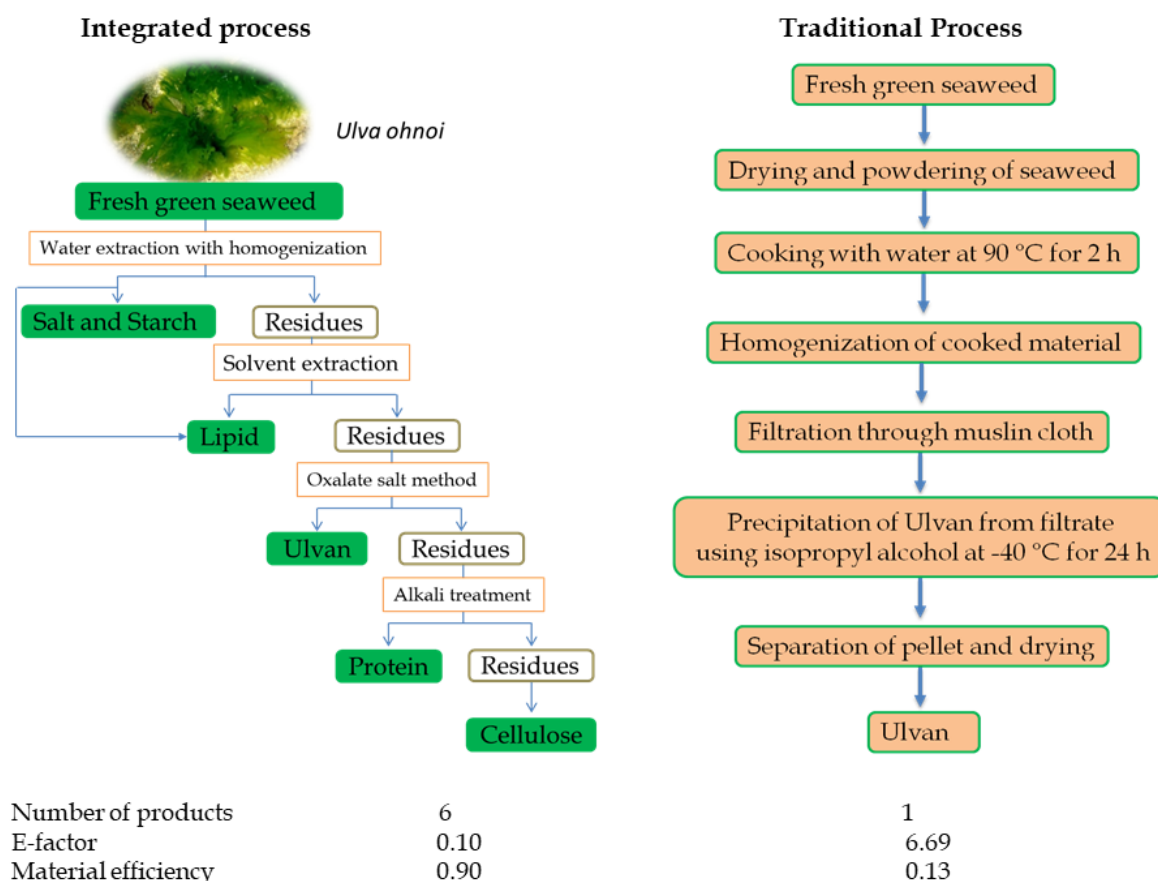 Integrated process
Ulva ohnoi
Fresh green seaweed
Water extraction with homogenization
Salt and Starch
Residues
Solvent extraction
Lipid
Residues
Oxalate salt method
Ulvan
Residues
Alkali treatment
Protein
Residues
Cellulose
Traditional Process
Fresh green seaweed
Drying and powdering of seaweed
Cooking with water at 90 °C for 2 h
Homogenization of cooked material
Filtration through muslin cloth
Precipitation of Ulvan from filtrate
using isopropyl alcohol at -40 °C for 24 h
Separation of pellet and drying
Ulvan
Number of products 6 1
E-factor 0.10 6.69
Material efficiency 0.90 0.13